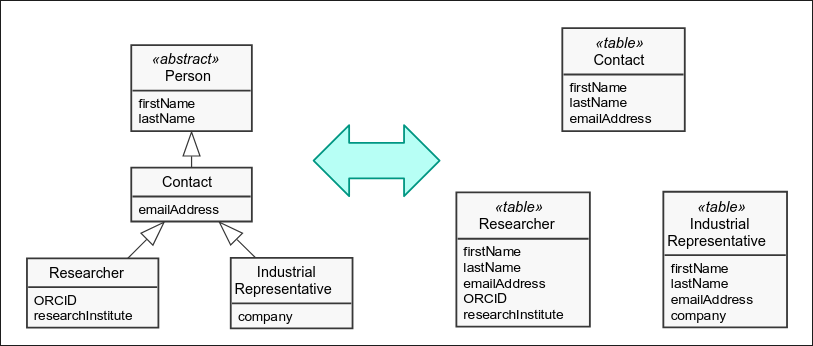 «abstract»
Person
firstName
lastName
Contact
emailAddress
Researcher
ORCID
researchInstitute
Industrial
Representative
company
«table»
Contact
firstName
lastName
emailAddress
«table»
Researcher
firstName
lastName
emailAddress
ORCID
researchInstitute
«table»
Industrial
Representative
firstName
lastName
emailAddress
company